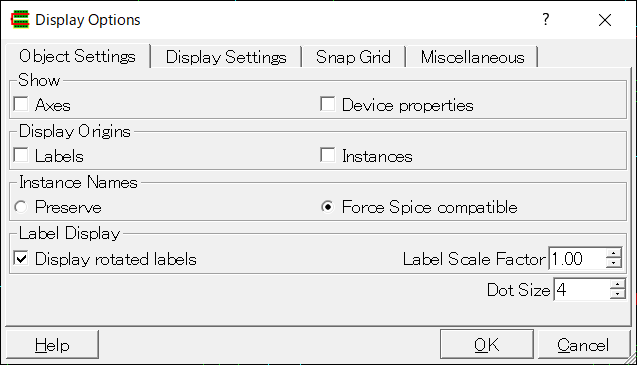 Display Options ?
Object Settings Display Settings Snap Grid Miscellaneous
Show
Axes Device properties
Display Origins
Labels Instances
Instance Names
Preserve Force Spice compatible
Label Display
Display rotated labels Label Scale Factor 1.00
Dot Size 4
Help OK Cancel